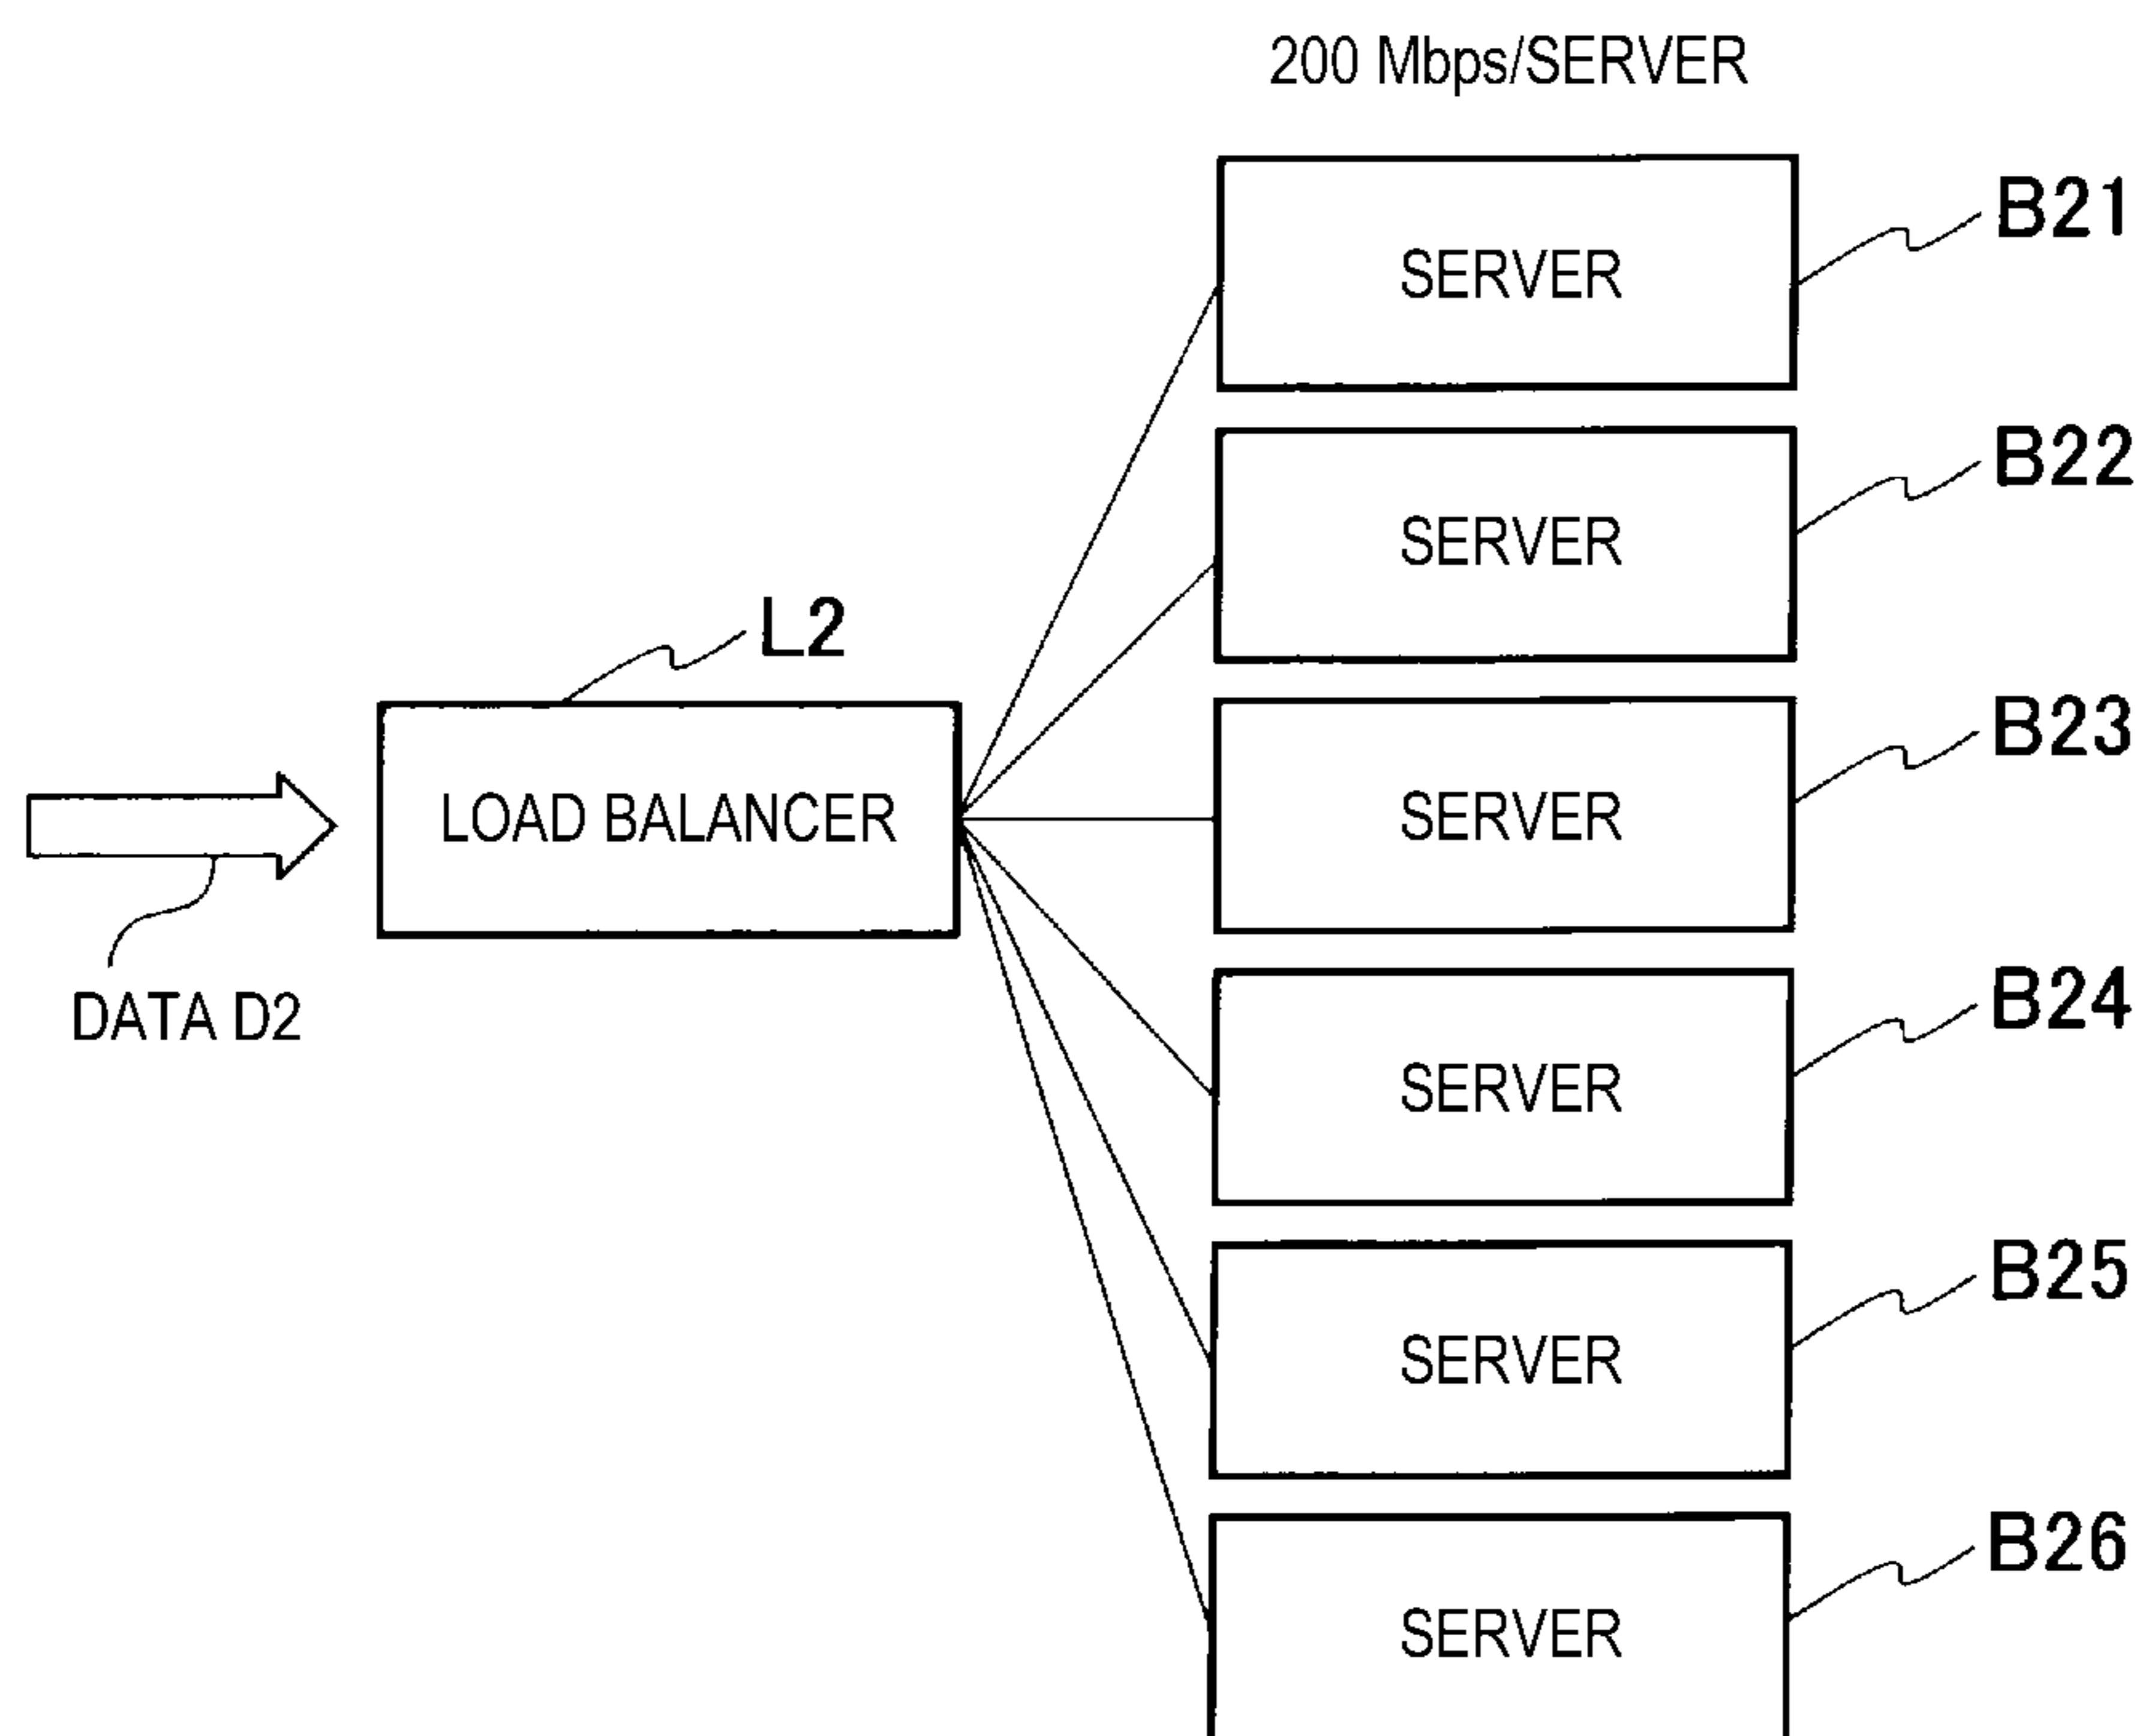 200 Mbps/SERVER
SERVER
B21
SERVER
B22
L2
LOAD BALANCER
SERVER
B23
DATA D2
SERVER
B24
SERVER
B25
SERVER
B26